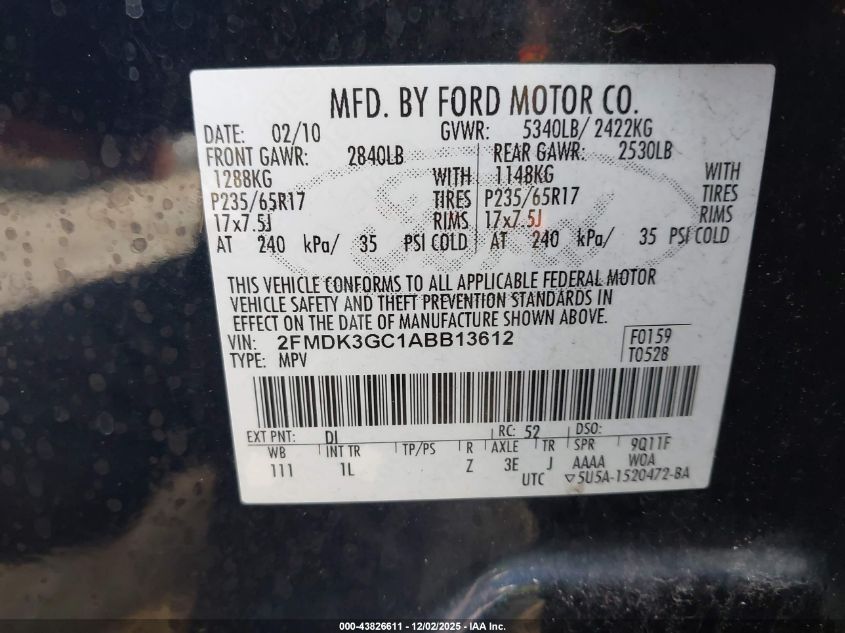 MFD. BY FORD MOTOR CO.
DATE: 02/10 GVWR: 5340LB/ 2422KG
FRONT GAWR: 2840LB REAR GAWR: 2530LB
1288KG WITH 1148KG WITH
P235/65R17 TIRES P235/65R17 TIRES
17x7.5J RIMS 17x7.5J RIMS
AT 240 kPa/ 35 PSI COLD AT 240 kPa/ 35 PSI COLD
THIS VEHICLE CONFORMS TO ALL APPLICABLE FEDERAL MOTOR
VEHICLE SAFETY AND THEFT PREVENTION STANDARDS IN
EFFECT ON THE DATE OF MANUFACTURE SHOWN ABOVE.
VIN: 2FMDK3GC1ABB13612 F0159
TYPE: MPV T0528
EXT PNT: DI RC: 52 DSO:
WB INT TR TP/PS R AXLE TR SPR 9Q11F
111 1L Z 3E J AAAA WOA
UTC ▽5U5A-1520472-BA
000-43826611 - 12/02/2025 - IAA Inc.